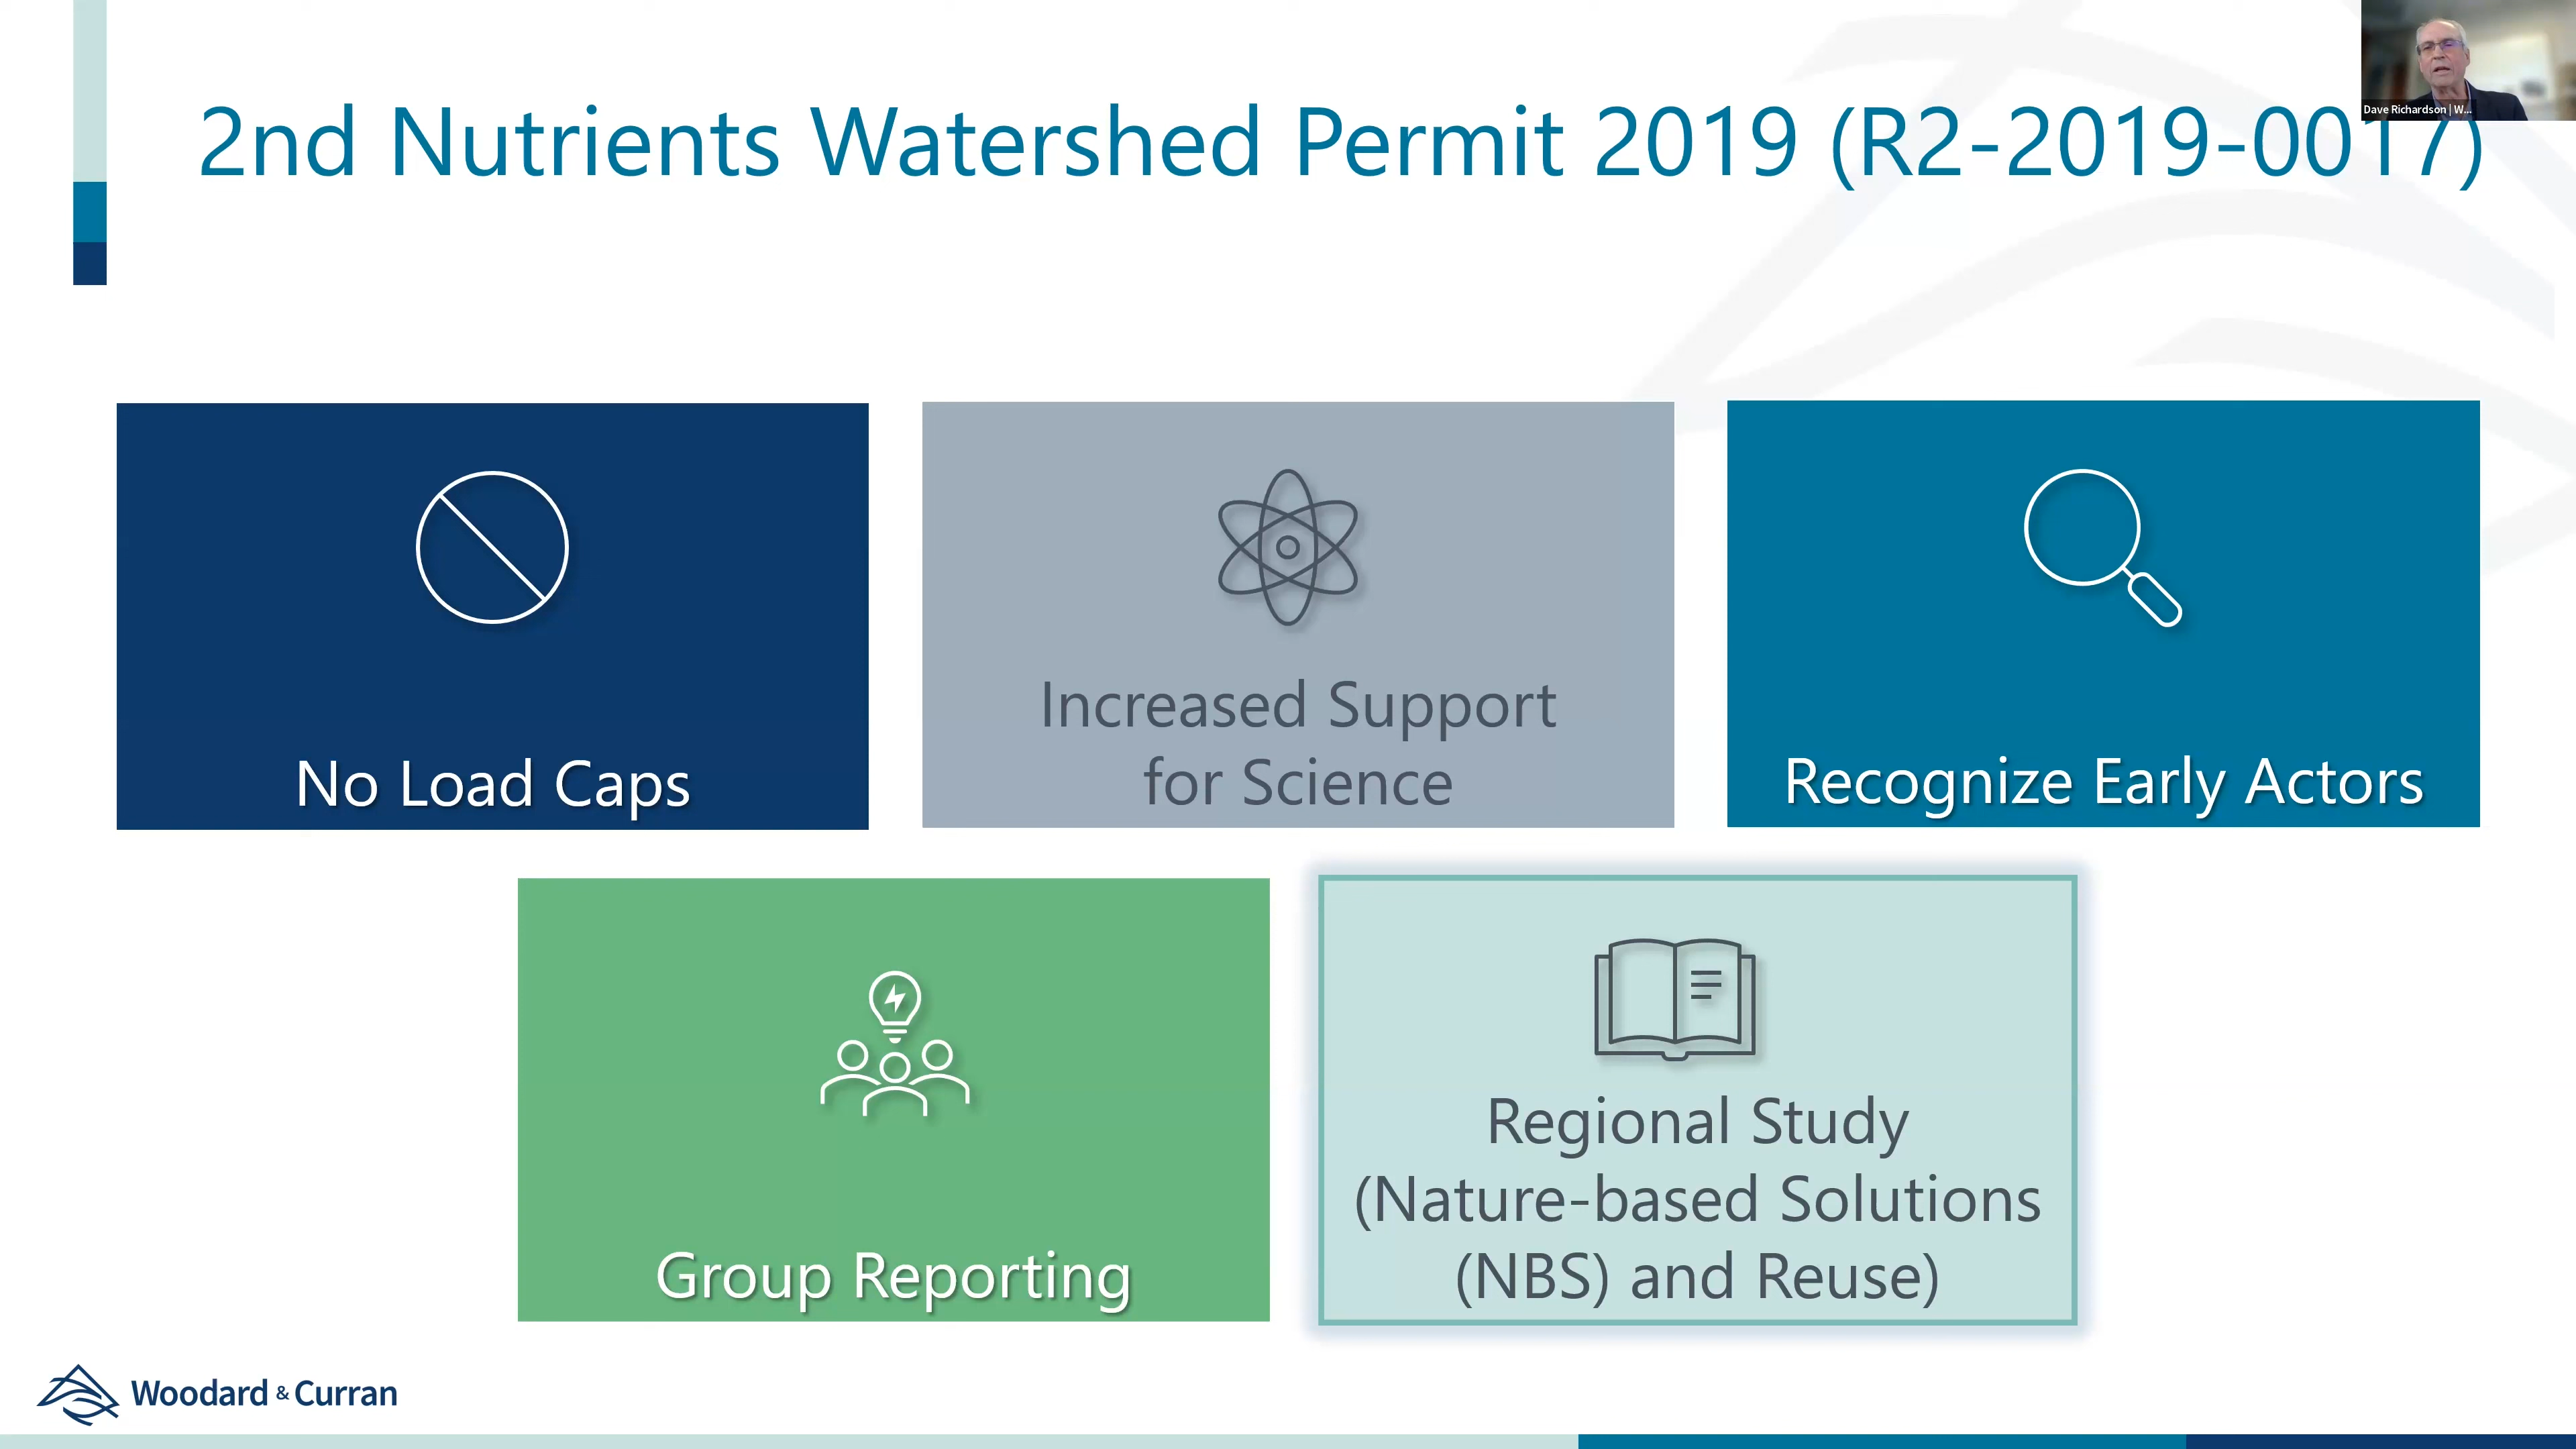 2nd Nutrients Watershed Permit 2019 (R2-2019-0017)
Dave Richardson | W...
No Load Caps
Increased Support
for Science
Recognize Early Actors
Group Reporting
Regional Study
(Nature-based Solutions
(NBS) and Reuse)
Woodard & Curran